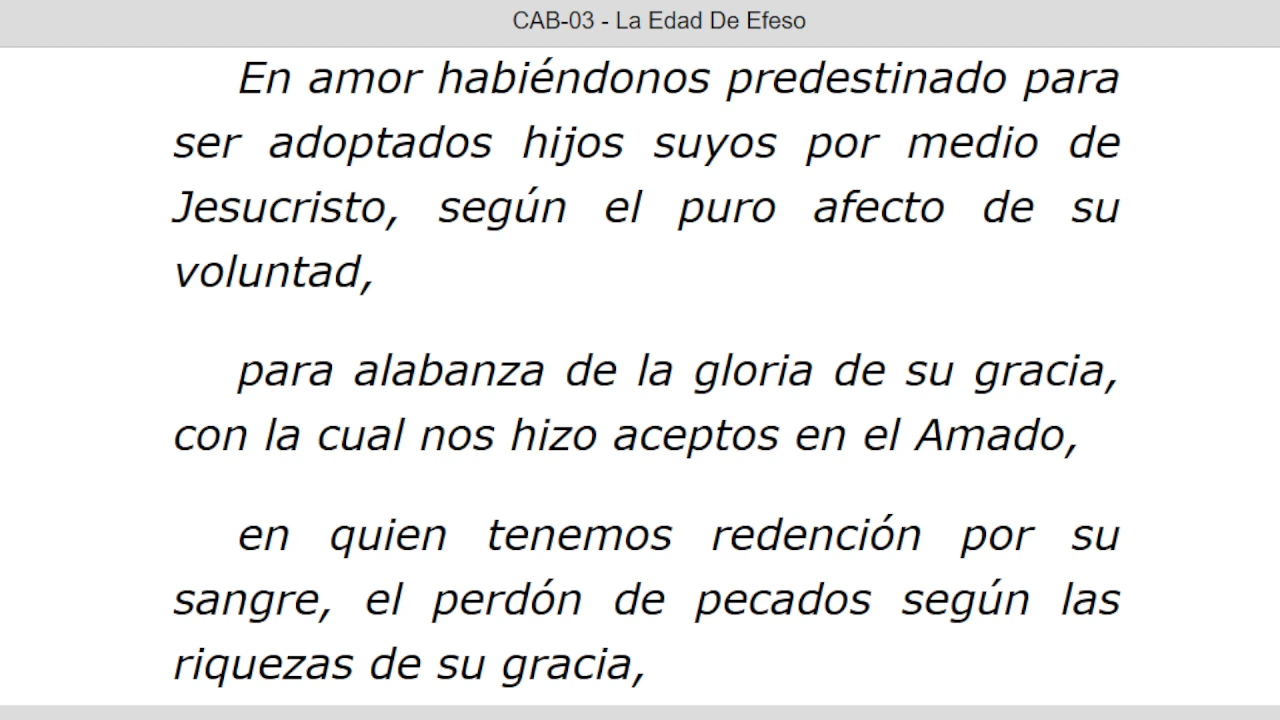 CAB-03 - La Edad De Efeso
En amor habiéndonos predestinado para
ser adoptados hijos suyos por medio de
Jesucristo, según el puro afecto de su
voluntad,
para alabanza de la gloria de su gracia,
con la cual nos hizo aceptos en el Amado,
en quien tenemos redención por su
sangre, el perdón de pecados según las
riquezas de su gracia,